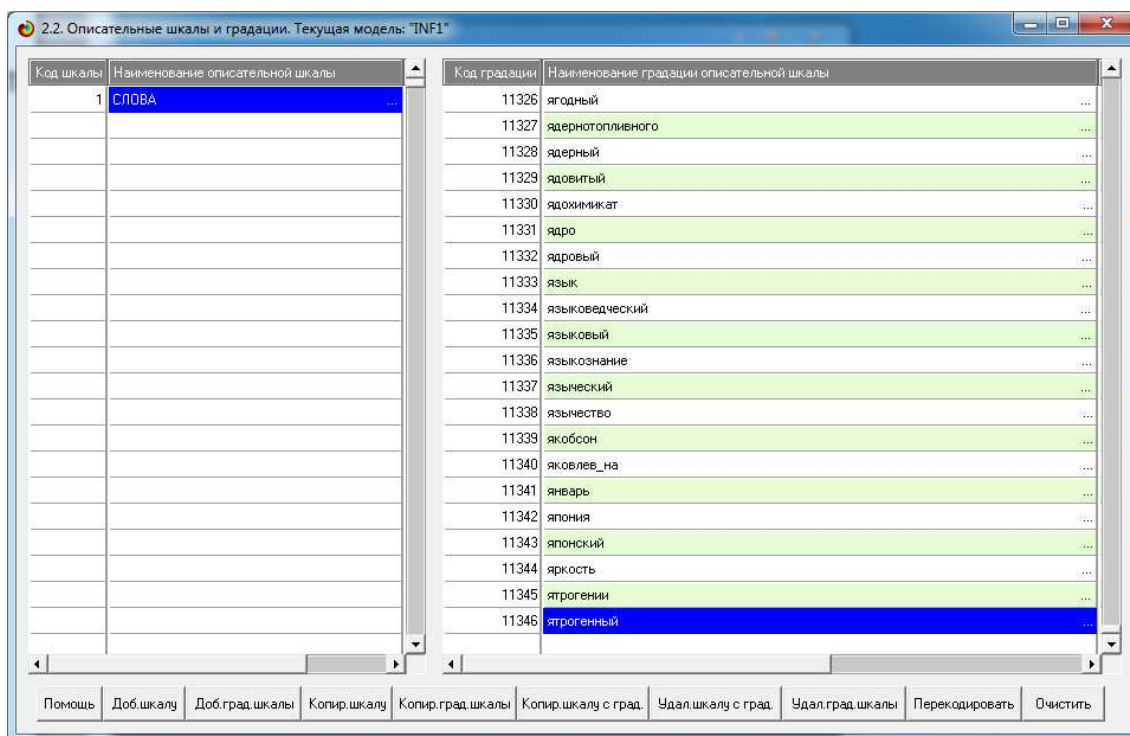 2.2. Описательные шкалы и градации. Текущая модель: "INF1"
Код шкалы Наименование описательной шкалы
1 СЛОВА ...
Код градации Наименование градации описательной шкалы
11326 ягодный ...
11327 ядернотопливного ...
11328 ядерный ...
11329 ядовитый ...
11330 ядохимикат ...
11331 ядро ...
11332 ядровый ...
11333 язык ...
11334 языковедческий ...
11335 языковый ...
11336 языкознание ...
11337 языческий ...
11338 язычество ...
11339 якобсон ...
11340 яковлев_на ...
11341 январь ...
11342 япония ...
11343 японский ...
11344 яркость ...
11345 ятрогении ...
11346 ятрогенный ...
Помощь Доб.шкалу Доб.град.шкалы Копир.шкалу Копир.град.шкалы Копир.шкалу с град. Удал.шкалу с град. Удал.град.шкалы Перекодировать Очистить